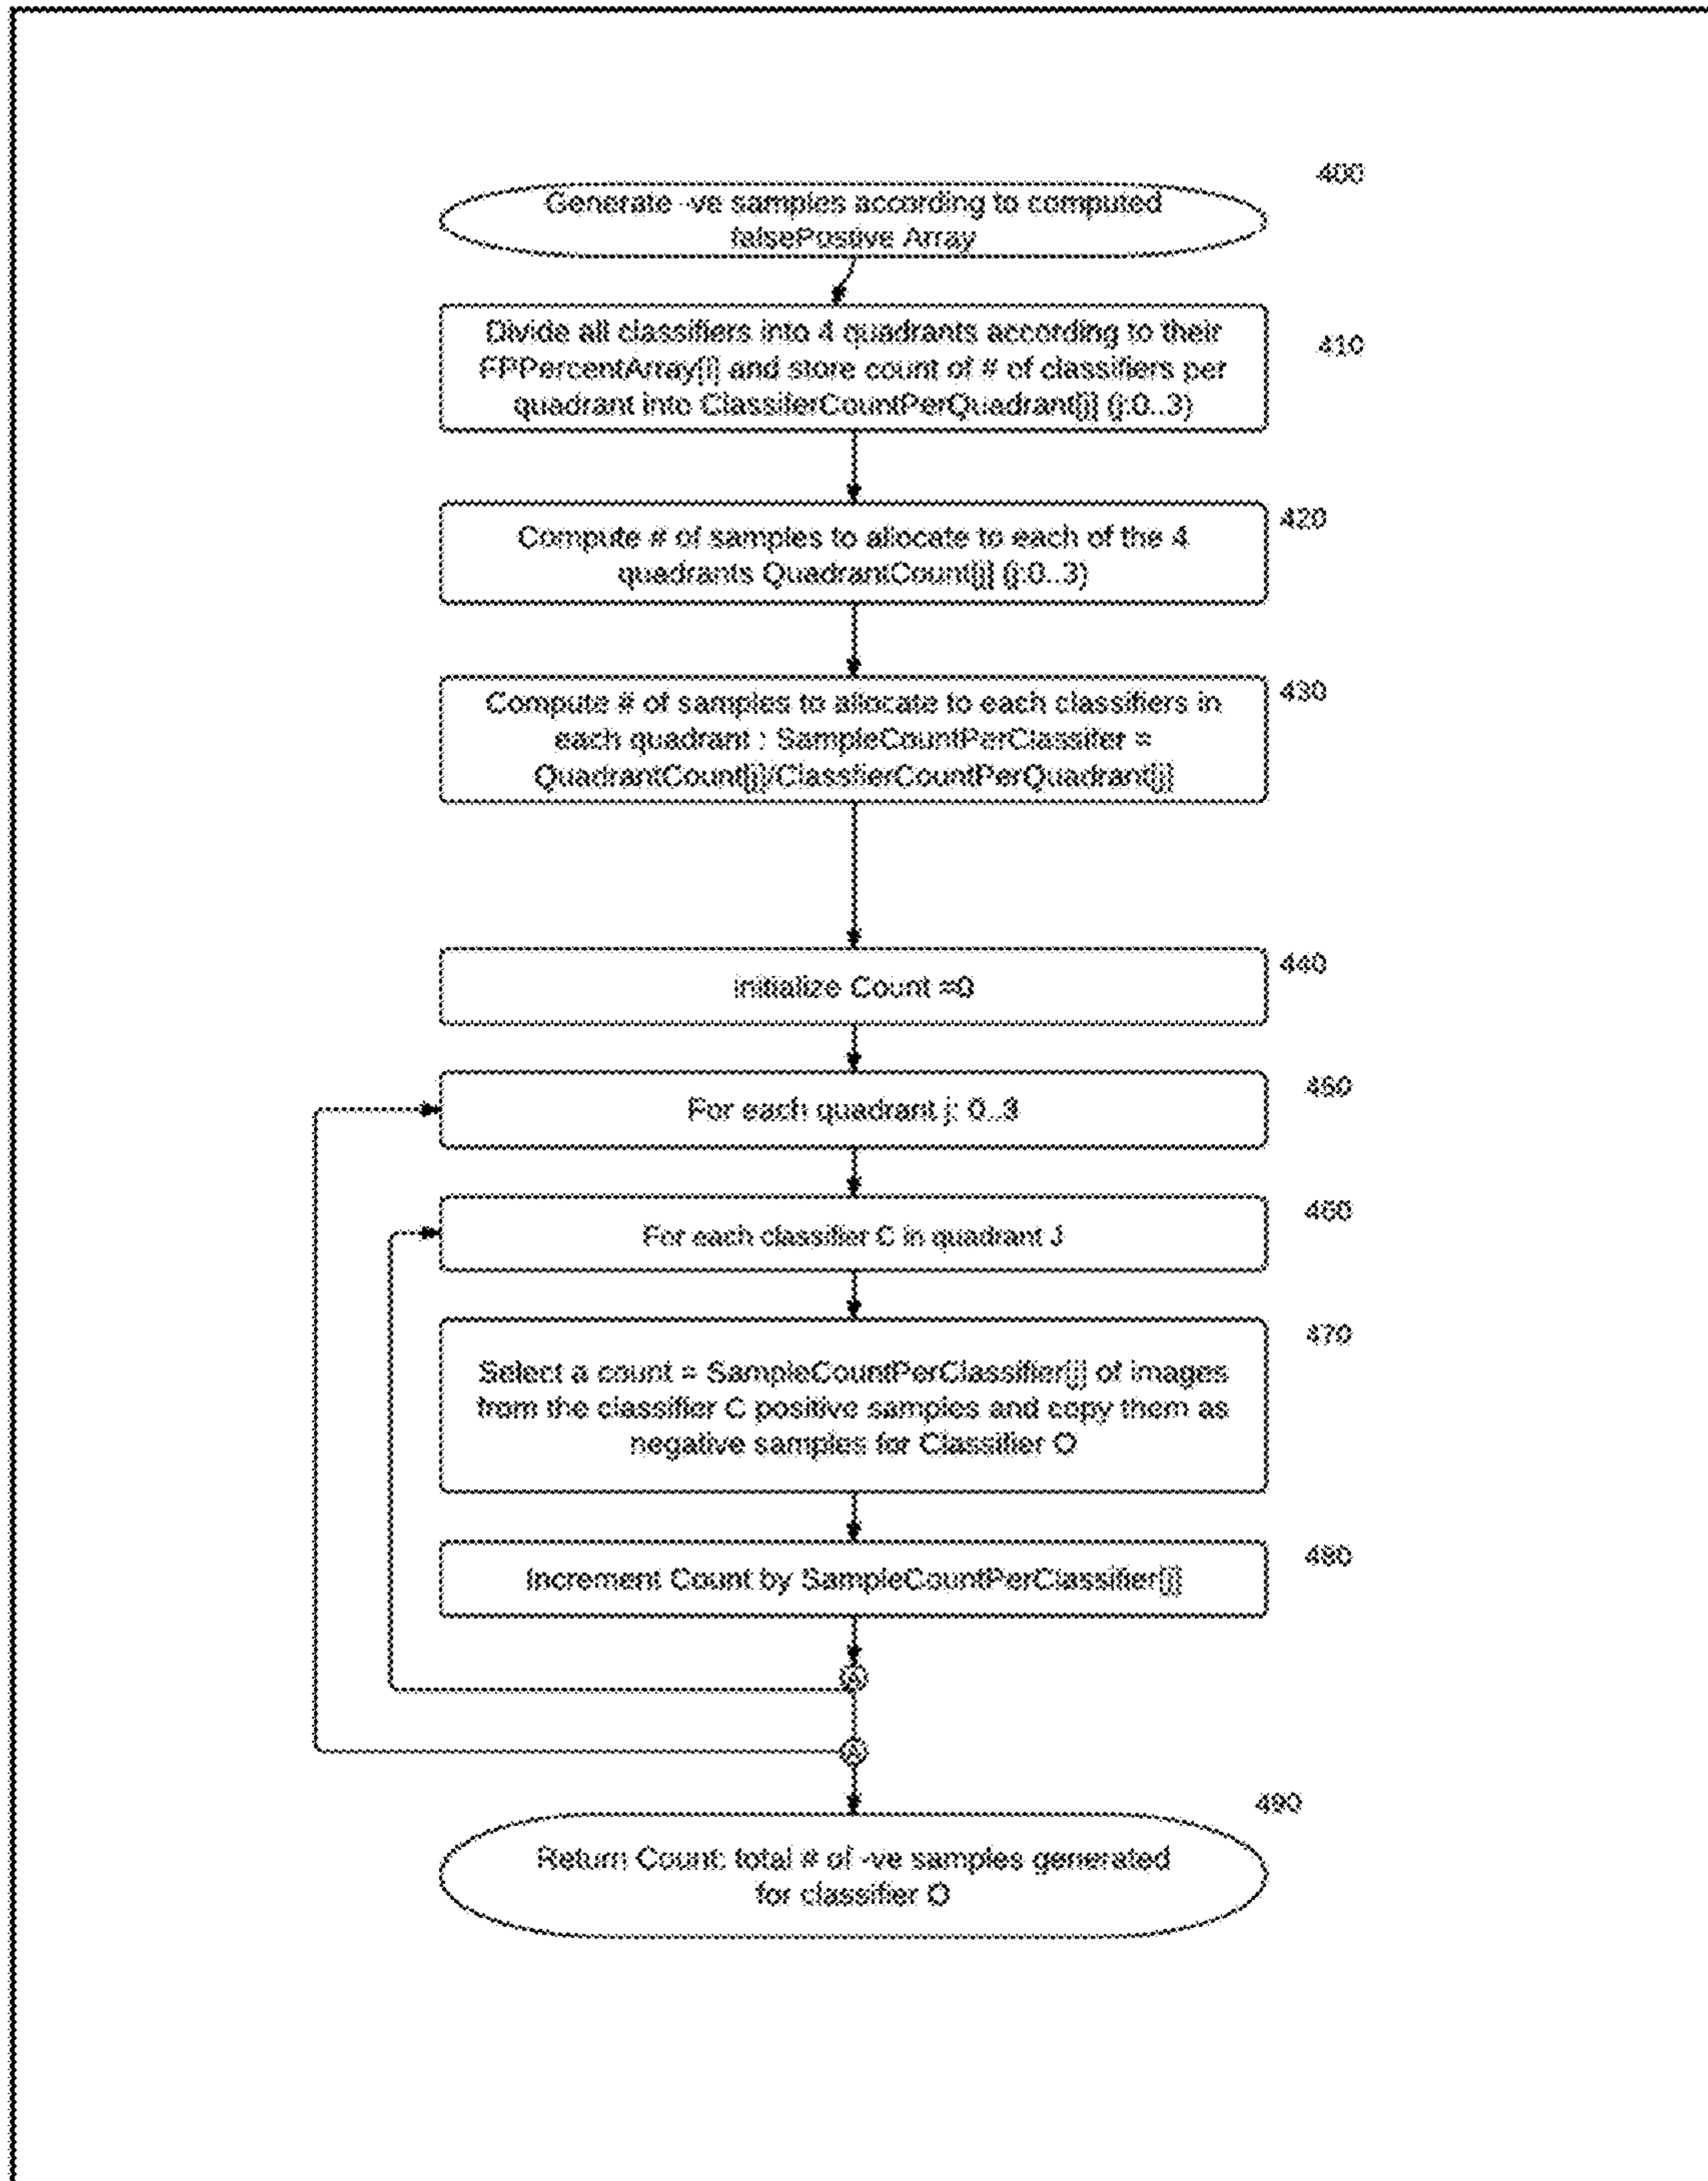 400
Generate -ve samples according to computed
falsePostive Array
410
Divide all classifiers into 4 quadrants according to their
FPPercentArray[i] and store count of # of classifiers per
quadrant into ClassiferCountPerQuadrant[j] (j:0..3)
420
Compute # of samples to allocate to each of the 4
quadrants QuadrantCount[j] (j:0..3)
430
Compute # of samples to allocate to each classifiers in
each quadrant : SampleCountPerClassifer =
QuadrantCount[j]/ClassfierCountPerQuadrant[j]
440
initialize Count =0
450
For each quadrant j: 0..3
460
For each classifier C in quadrant J
470
Select a count = SampleCountPerClassifier[j] of images
from the classifier C positive samples and copy them as
negative samples for Classifier O
480
Increment Count by SampleCountPerClassifier[j]
490
Return Count: total # of -ve samples generated
for classifier O